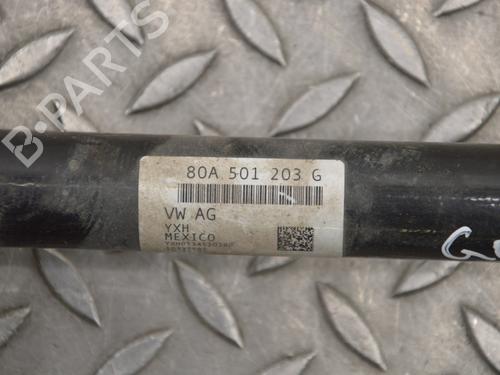 B-PARTS
80A 501 203 G
VW AG
YXH
MEXICO